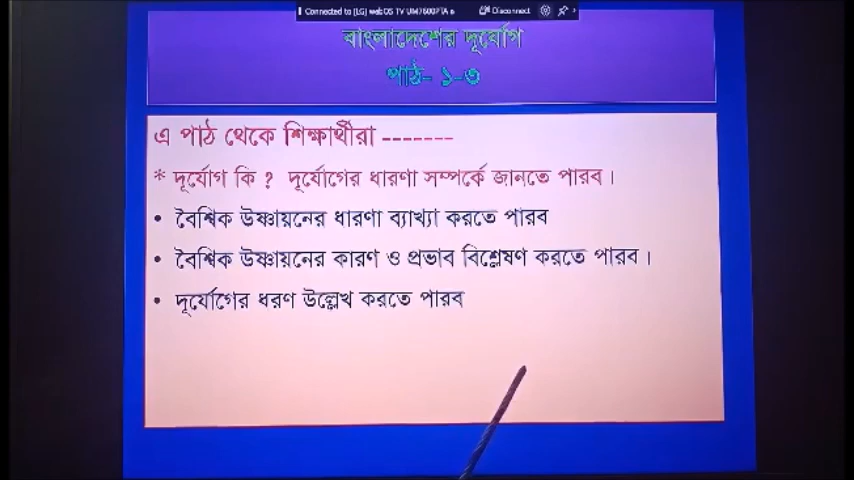 Connected to [LG] webOS TV UM7600PTA Disconnect
বাংলাদেশের দূর্যোগ
পাঠ- ১-৩
এ পাঠ থেকে শিক্ষার্থীরা -------
* দূর্যোগ কি ? দূর্যোগের ধারণা সম্পর্কে জানতে পারব।
• বৈশ্বিক উষ্ণায়নের ধারণা ব্যাখ্যা করতে পারব
• বৈশ্বিক উষ্ণায়নের কারণ ও প্রভাব বিশ্লেষণ করতে পারব।
• দূর্যোগের ধরণ উল্লেখ করতে পারব